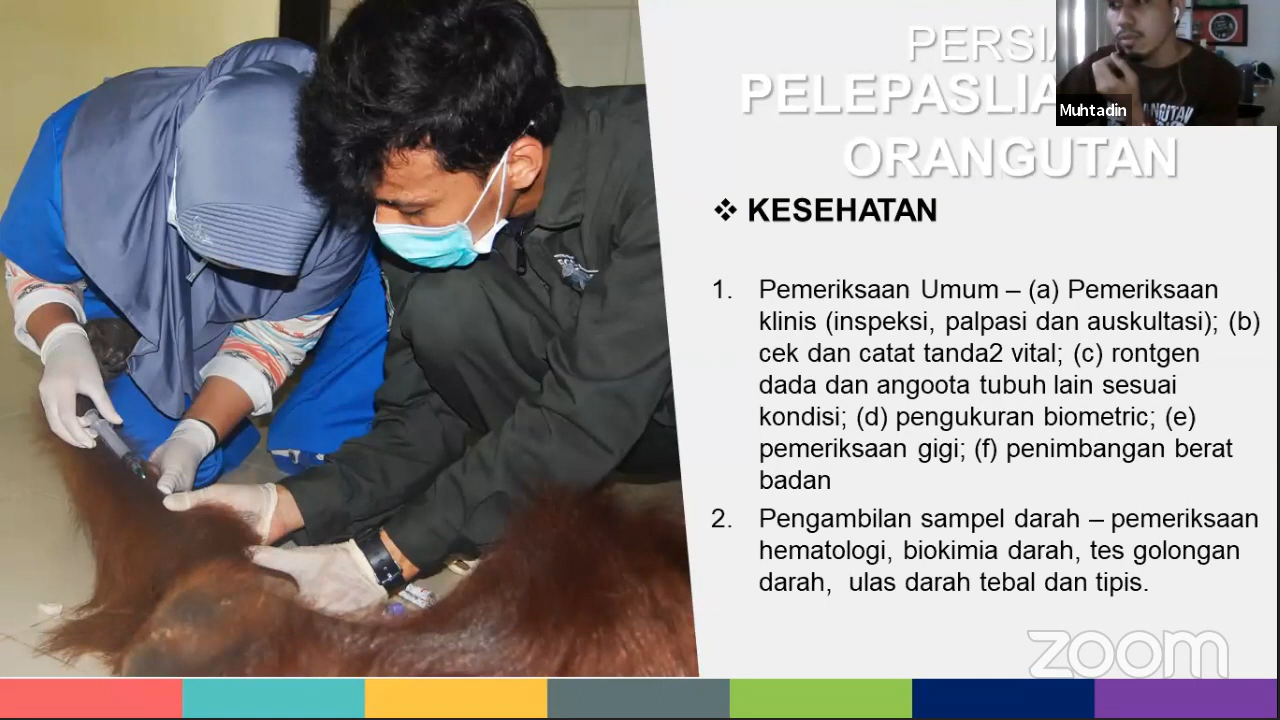 PELEPASLIA
ORANGUTAN
Muhtadin
❖ KESEHATAN
1. Pemeriksaan Umum – (a) Pemeriksaan
klinis (inspeksi, palpasi dan auskultasi); (b)
cek dan catat tanda2 vital; (c) rontgen
dada dan angoota tubuh lain sesuai
kondisi; (d) pengukuran biometric; (e)
pemeriksaan gigi; (f) penimbangan berat
badan
2. Pengambilan sampel darah – pemeriksaan
hematologi, biokimia darah, tes golongan
darah, ulas darah tebal dan tipis.
zoom